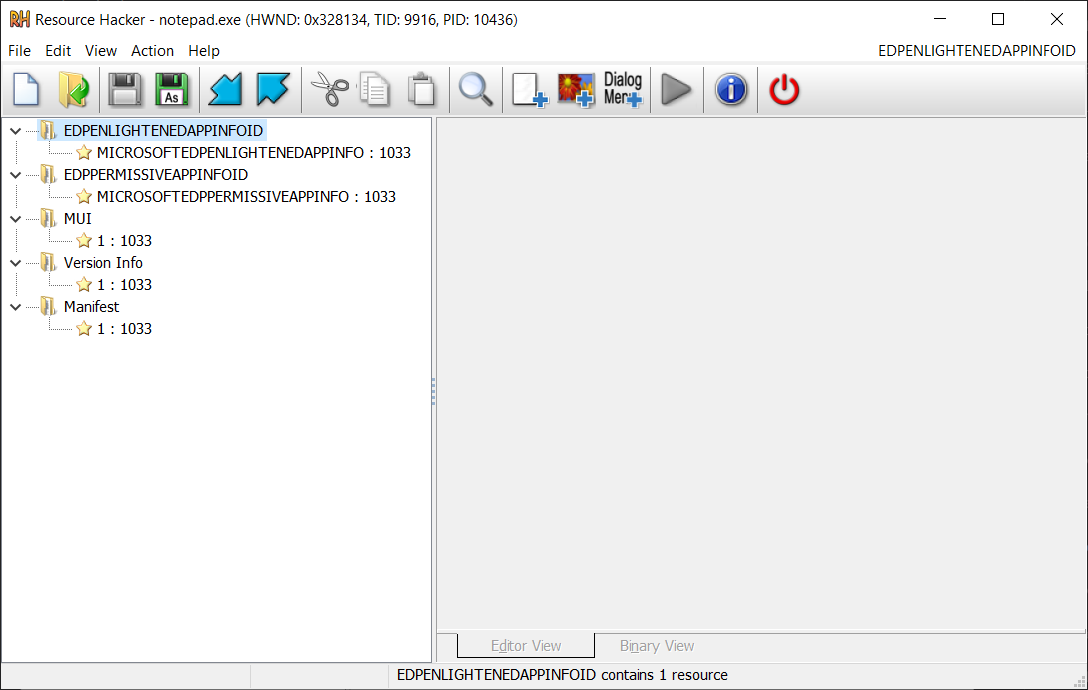 RH Resource Hacker - notepad.exe (HWND: 0x328134, TID: 9916, PID: 10436)
File Edit View Action Help EDPENLIGHTENEDAPPINFOID
As
Dialog
Men
EDPENLIGHTENEDAPPINFOID
MICROSOFTEDPENLIGHTENEDAPPINFO : 1033
EDPPERMISSIVEAPPINFOID
MICROSOFTEDPPERMISSIVEAPPINFO : 1033
MUI
1 : 1033
Version Info
1 : 1033
Manifest
1 : 1033
Editor View Binary View
EDPENLIGHTENEDAPPINFOID contains 1 resource